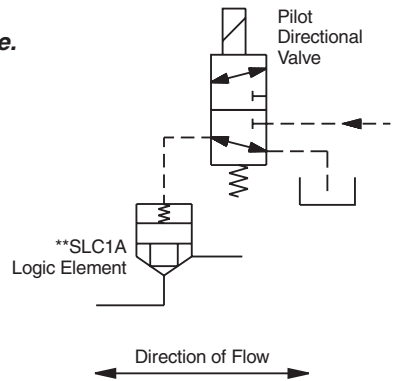 e.
Pilot
Directional
Valve
**SLC1A
Logic Element
Direction of Flow